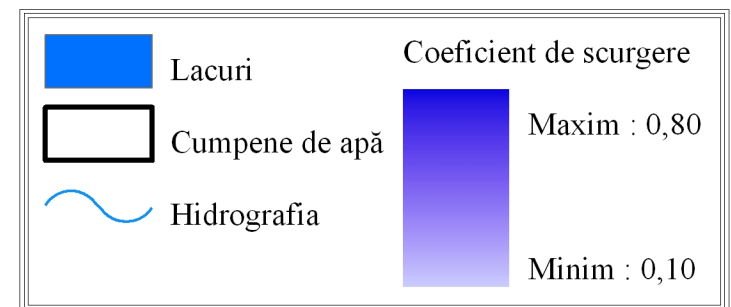 Lacuri
Cumpene de apă
Hidrografia
Coeficient de scurgere
Maxim : 0,80
Minim : 0,10